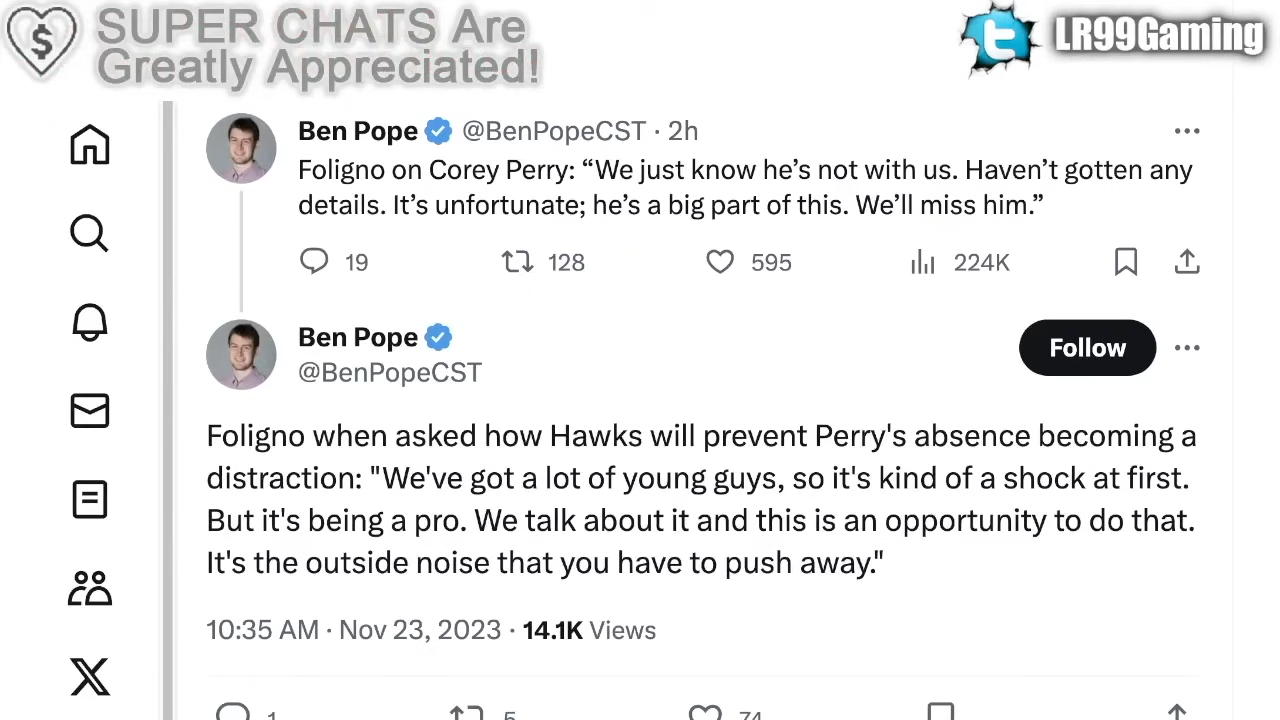 SUPER CHATS Are
Greatly Appreciated!
LR99Gaming
Ben Pope @BenPopeCST · 2h
Foligno on Corey Perry: “We just know he’s not with us. Haven’t gotten any
details. It’s unfortunate; he’s a big part of this. We’ll miss him.”
19 128 595 224K
Ben Pope
@BenPopeCST
Follow
Foligno when asked how Hawks will prevent Perry's absence becoming a
distraction: "We've got a lot of young guys, so it's kind of a shock at first.
But it's being a pro. We talk about it and this is an opportunity to do that.
It's the outside noise that you have to push away."
10:35 AM · Nov 23, 2023 · 14.1K Views
1 5 74